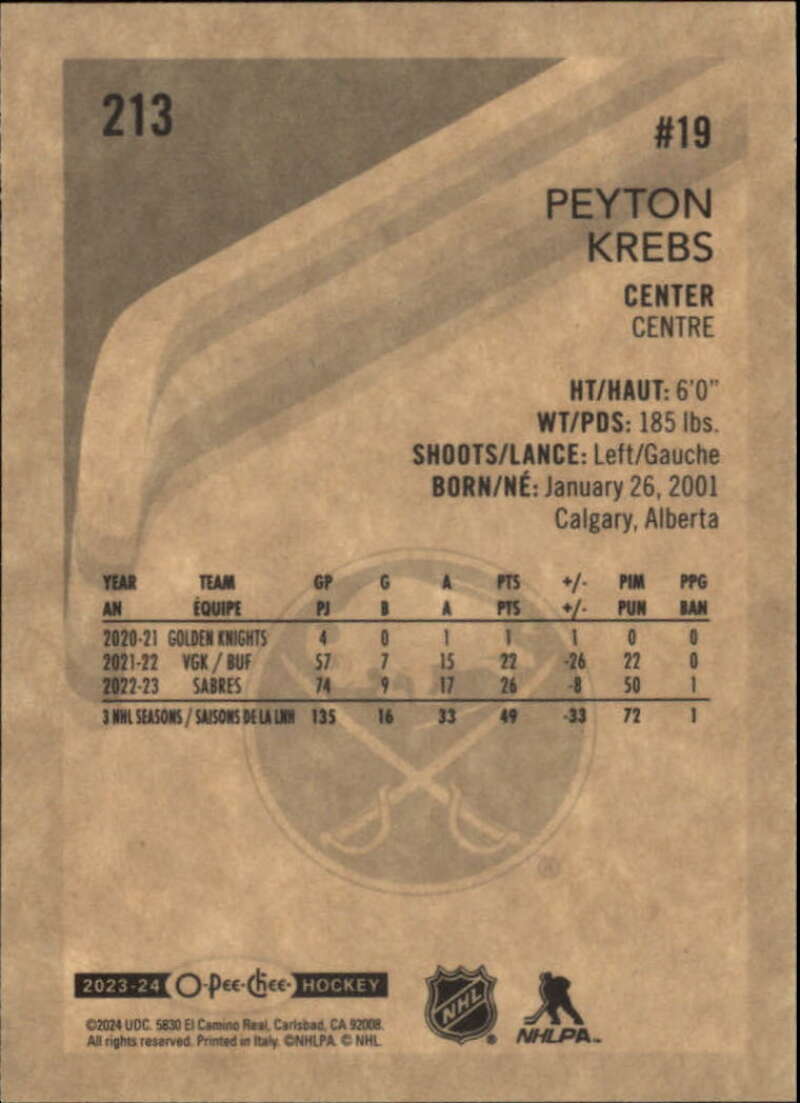 213
#19
PEYTON
KREBS
CENTER
CENTRE
HT/HAUT: 6'0"
WT/PDS: 185 lbs.
SHOOTS/LANCE: Left/Gauche
BORN/NÉ: January 26, 2001
Calgary, Alberta
YEAR TEAM GP G A PTS +/- PIM PPG
AN ÉQUIPE PJ B A PTS +/- PUN BAN
2020-21 GOLDEN KNIGHTS 4 0 1 1 1 0 0
2021-22 VGK / BUF 57 7 15 22 -26 22 0
2022-23 SABRES 74 9 17 26 -8 50 1
3 NHL SEASONS / SAISONS DE LA LNH 135 16 33 49 -33 72 1
2023-24 O-Pee-Chee HOCKEY
©2024 UDC. 5830 El Camino Real, Carlsbad, CA 92008.
All rights reserved. Printed in Italy. ©NHLPA. © NHL
NHL
NHLPA